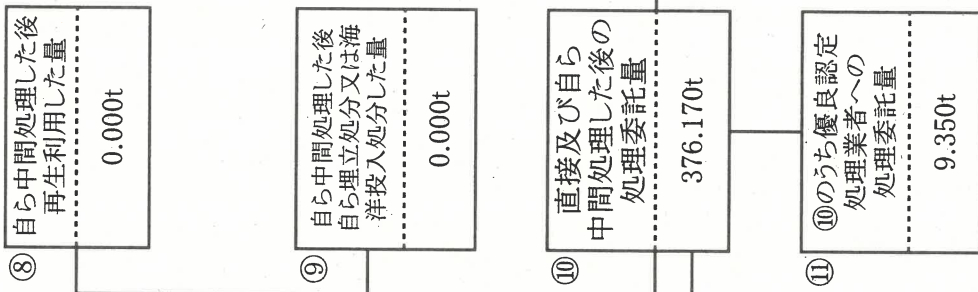 ⑧
自ら中間処理した後
再生利用した量
0.000t
⑨
自ら中間処理した後
自ら埋立処分又は海
洋投入処分した量
0.000t
⑩
直接及び自ら
中間処理した後の
処理委託量
376.170t
⑪
⑩のうち優良認定
処理業者への
処理委託量
9.350t